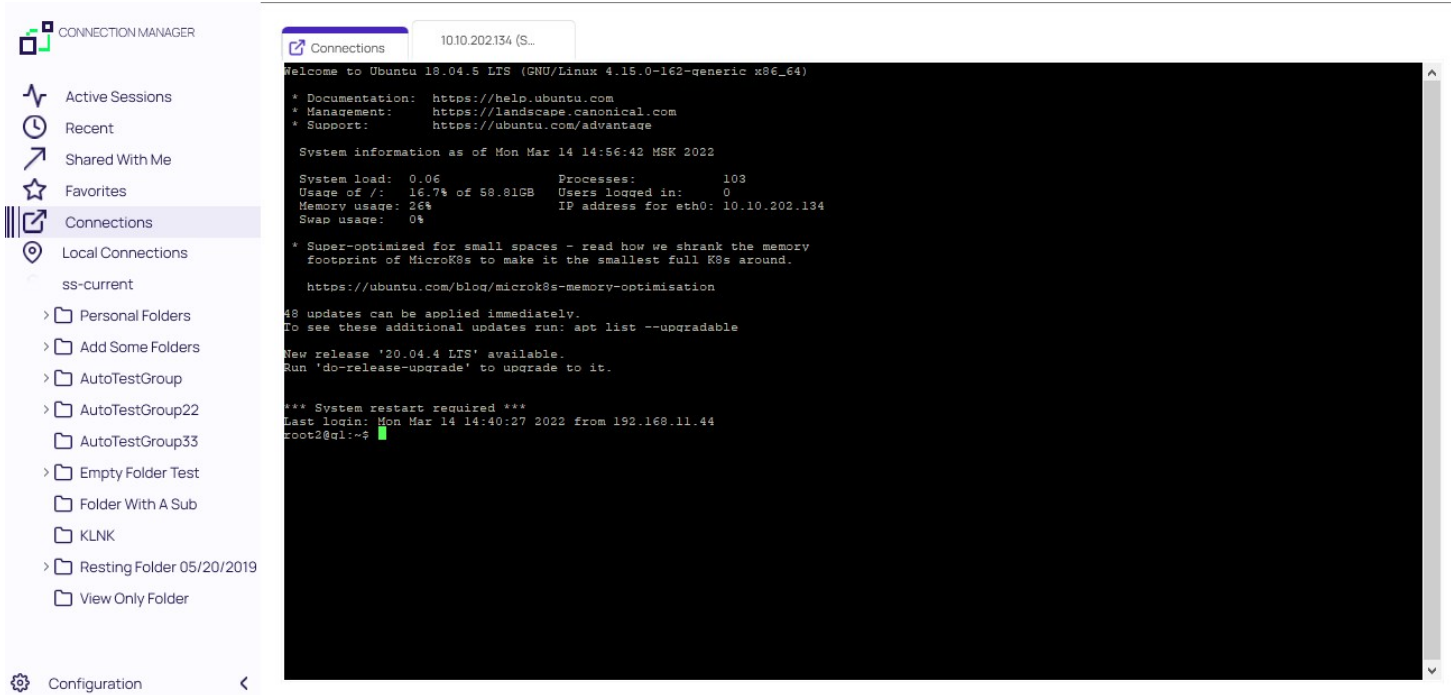 CONNECTION MANAGER
Active Sessions
Recent
Shared With Me
Favorites
Connections
Local Connections
ss-current
Personal Folders
Add Some Folders
AutoTestGroup
AutoTestGroup22
AutoTestGroup33
Empty Folder Test
Folder With A Sub
KLNK
Resting Folder 05/20/2019
View Only Folder
Configuration
Connections
10.10.202.134 (S...
Welcome to Ubuntu 18.04.5 LTS (GNU/Linux 4.15.0-162-generic x86_64)
* Documentation: https://help.ubuntu.com
* Management: https://landscape.canonical.com
* Support: https://ubuntu.com/advantage
System information as of Mon Mar 14 14:56:42 MSK 2022
System load: 0.06 Processes: 103
Usage of /: 16.7% of 58.81GB Users logged in: 0
Memory usage: 26% IP address for eth0: 10.10.202.134
Swap usage: 0%
* Super-optimized for small spaces - read how we shrank the memory
footprint of MicroK8s to make it the smallest full K8s around.
https://ubuntu.com/blog/microk8s-memory-optimisation
48 updates can be applied immediately.
To see these additional updates run: apt list --upgradable
New release '20.04.4 LTS' available.
Run 'do-release-upgrade' to upgrade to it.
*** System restart required ***
Last login: Mon Mar 14 14:40:27 2022 from 192.168.11.44
root2@q1:~$